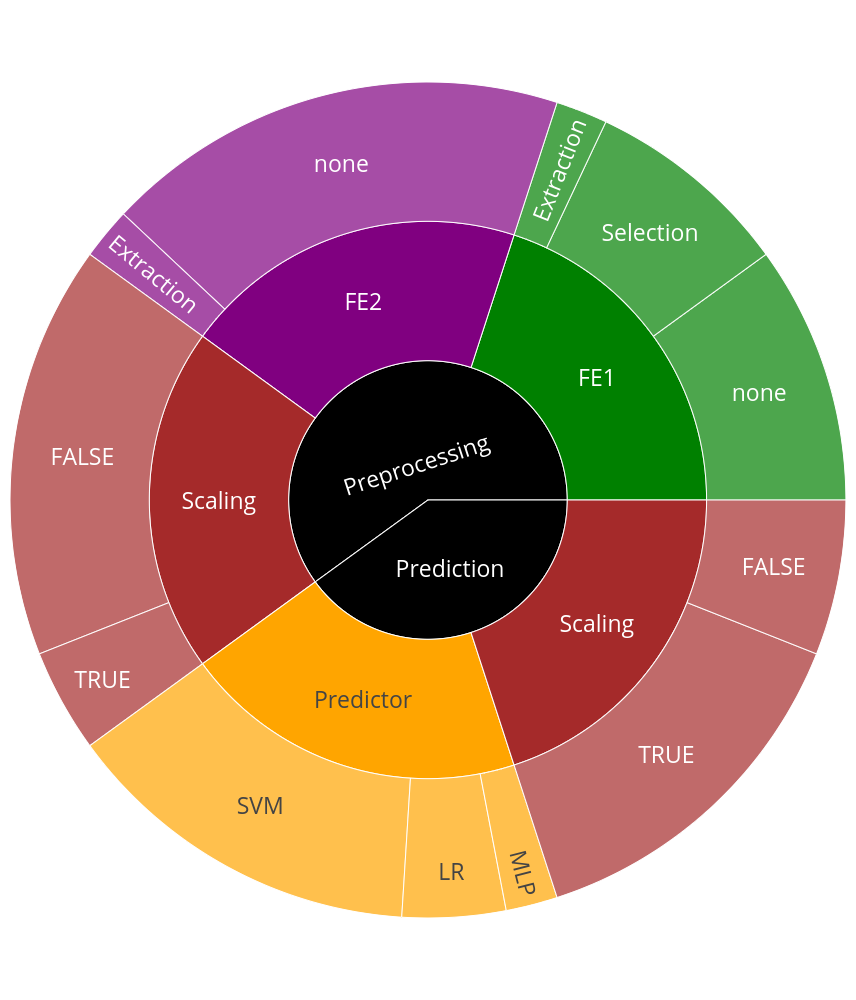 none
Extraction
Selection
Extraction
FE2
FE1
none
Preprocessing
FALSE
Scaling
Prediction
FALSE
Scaling
TRUE
Predictor
TRUE
SVM
LR
MLP